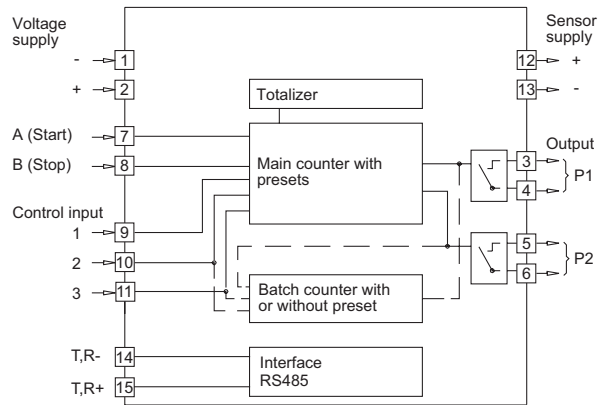 Voltage
supply
Sensor
supply
- 1
12 +
+ 2
13 -
Totalizer
A (Start) 7
B (Stop) 8
Main counter with
presets
Output
3
4
P1
Control input
1 9
2 10
3 11
5
6
P2
Batch counter with
or without preset
T,R- 14
T,R+ 15
Interface
RS485